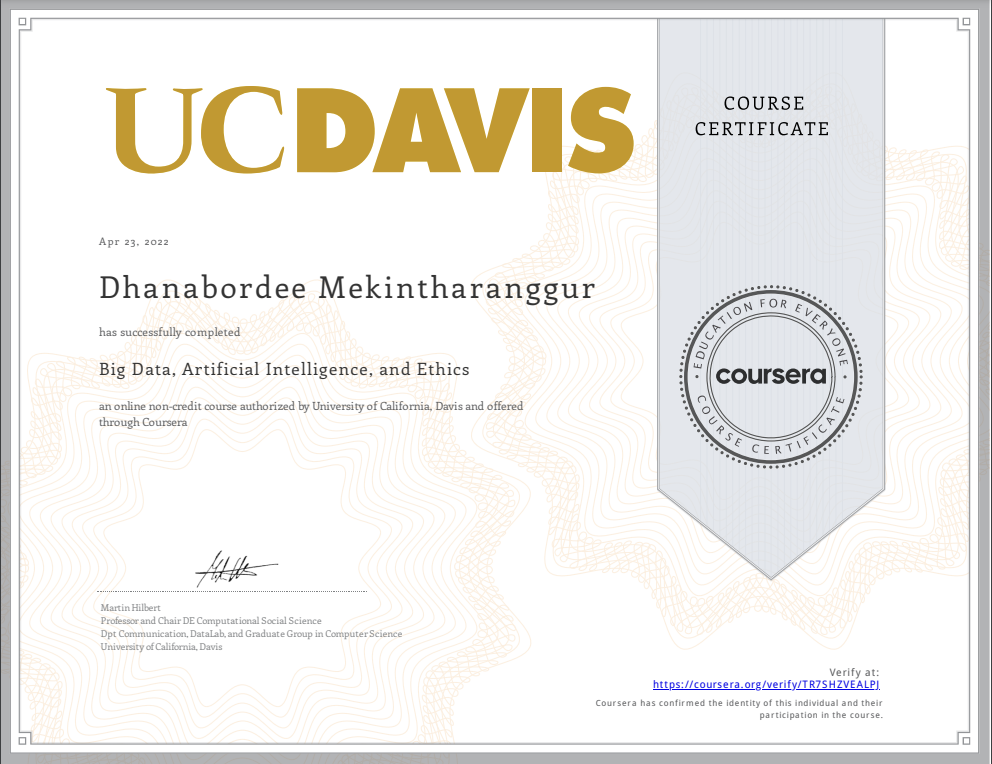 UCDAVIS
COURSE
CERTIFICATE
Apr 23, 2022
Dhanabordee Mekintharanggur
has successfully completed
Big Data, Artificial Intelligence, and Ethics
an online non-credit course authorized by University of California, Davis and offered
through Coursera
EDUCATION FOR EVERYONE
coursera
COURSE CERTIFICATE
Martin Hilbert
Professor and Chair DE Computational Social Science
Dpt Communication, DataLab, and Graduate Group in Computer Science
University of California, Davis
Verify at:
https://coursera.org/verify/TR7SHZVEALPJ
Coursera has confirmed the identity of this individual and their
participation in the course.